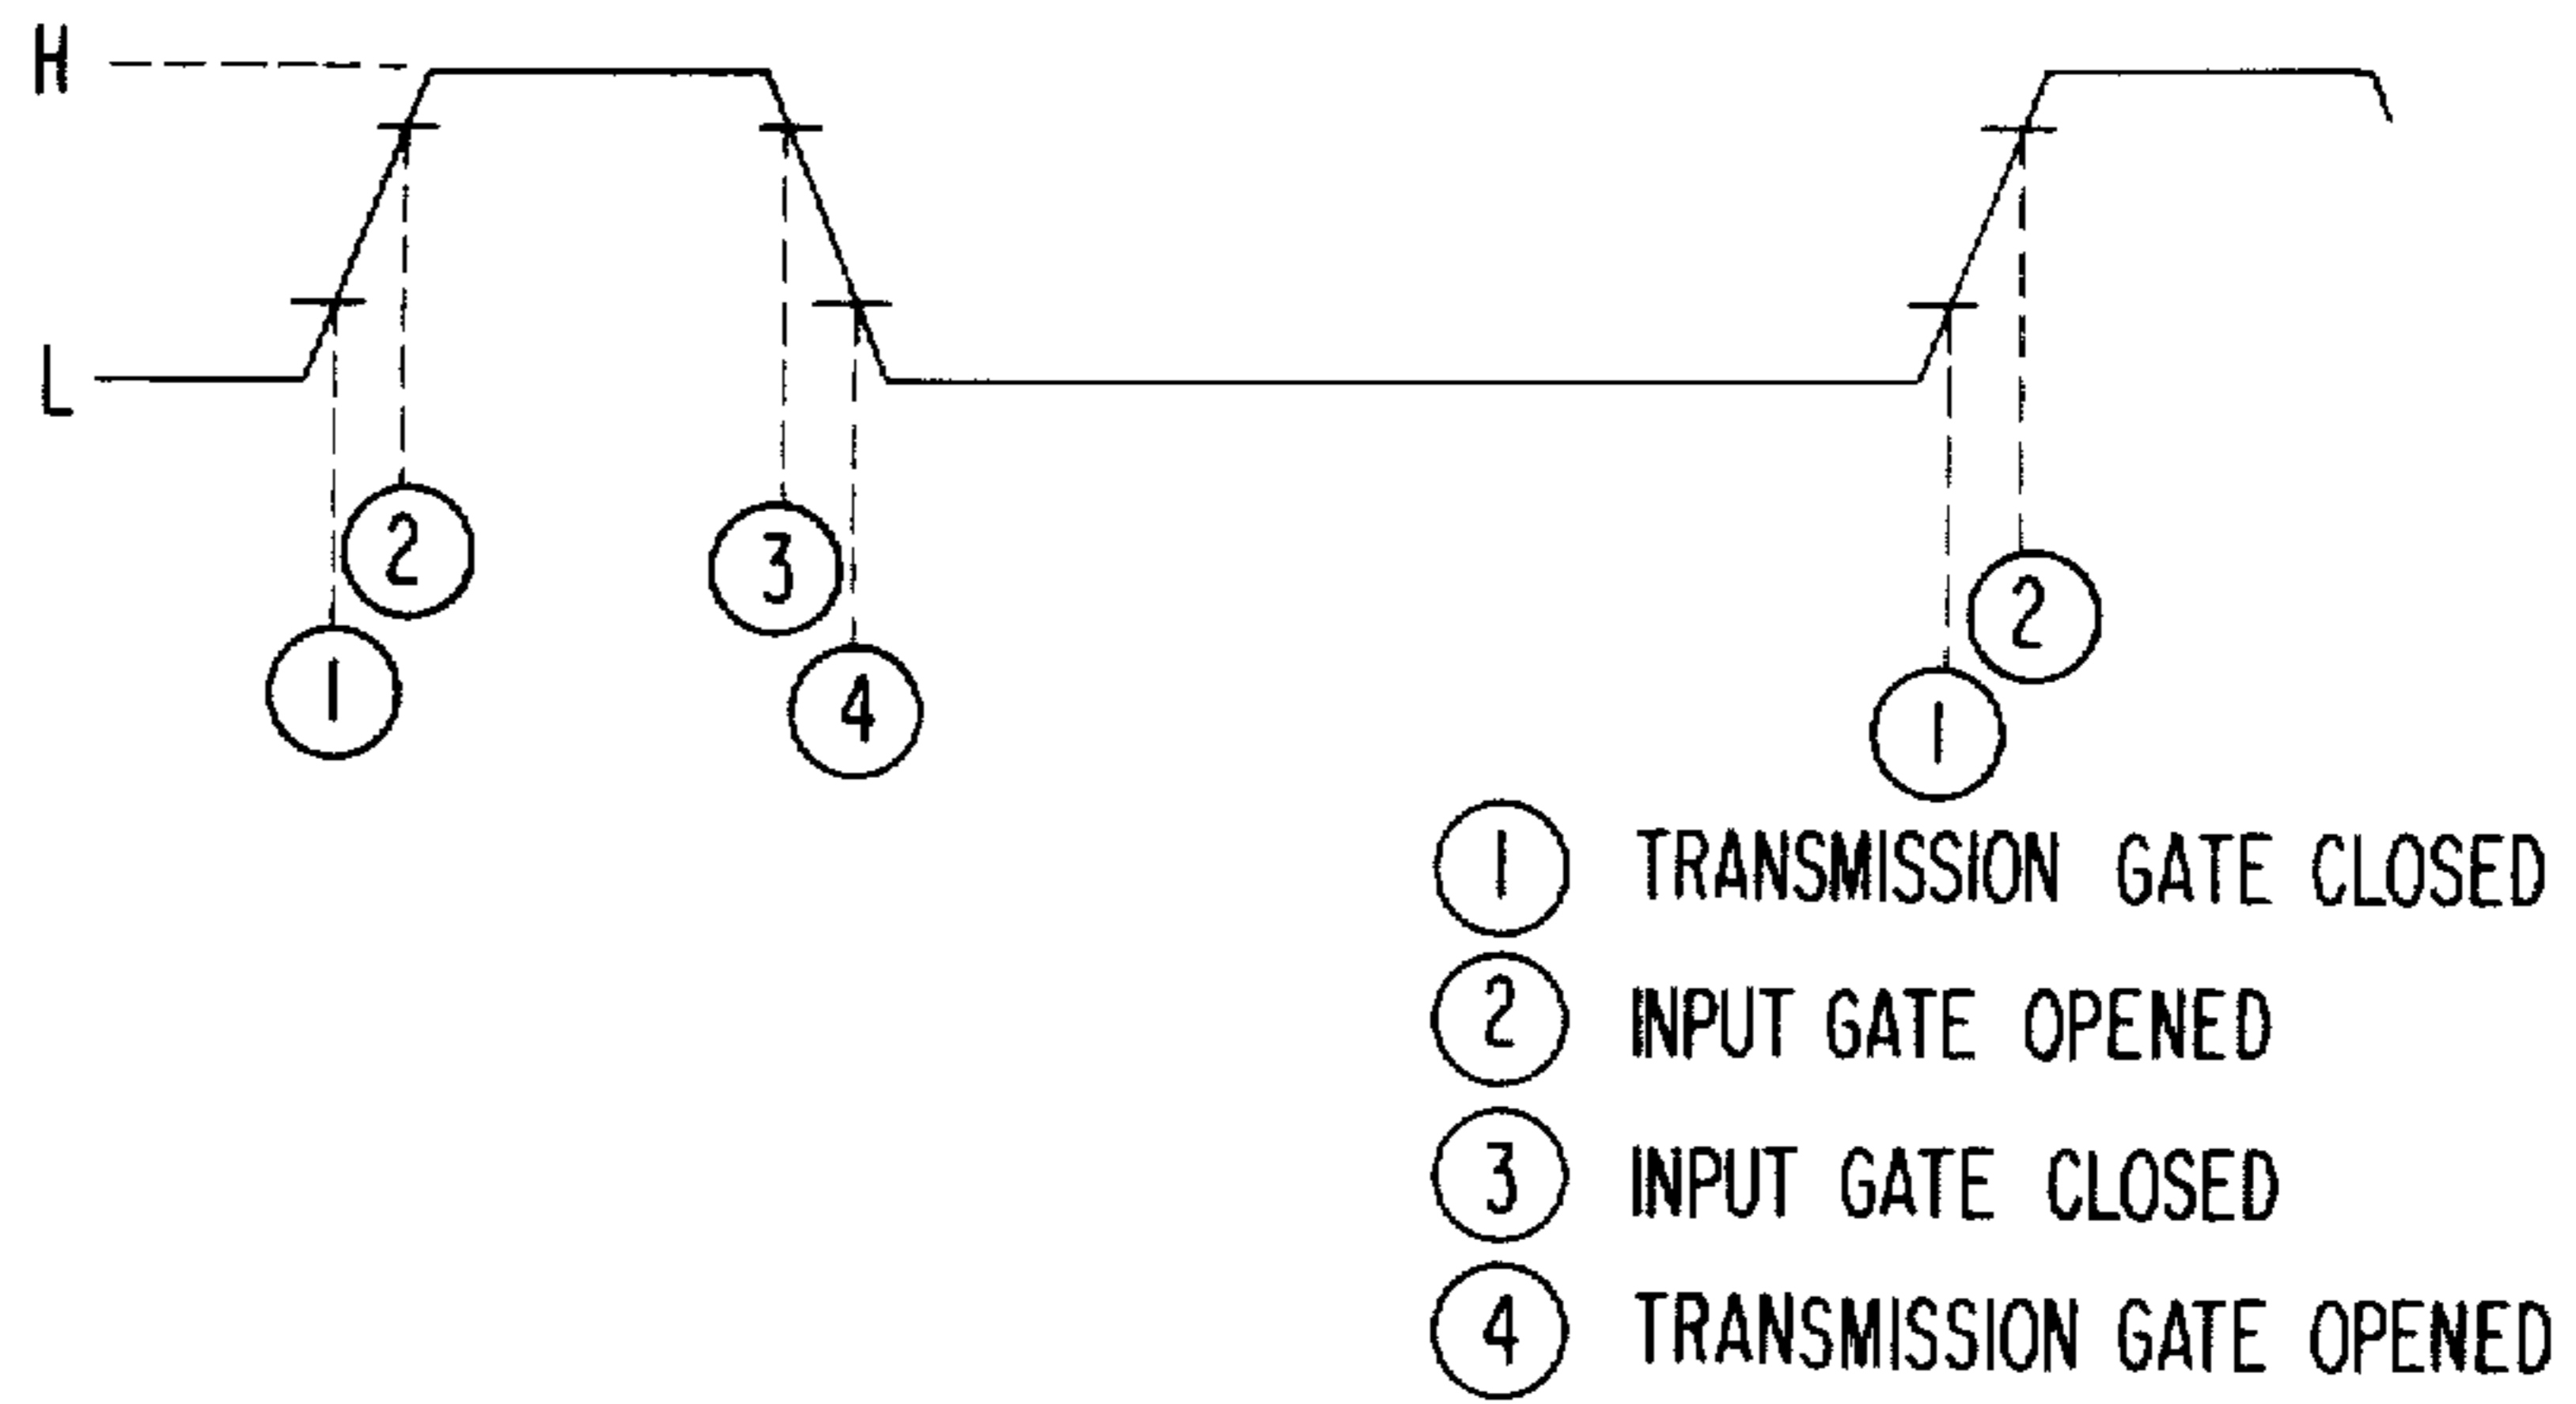 H
L
2
1
3
4
2
1
1 TRANSMISSION GATE CLOSED
2 INPUT GATE OPENED
3 INPUT GATE CLOSED
4 TRANSMISSION GATE OPENED